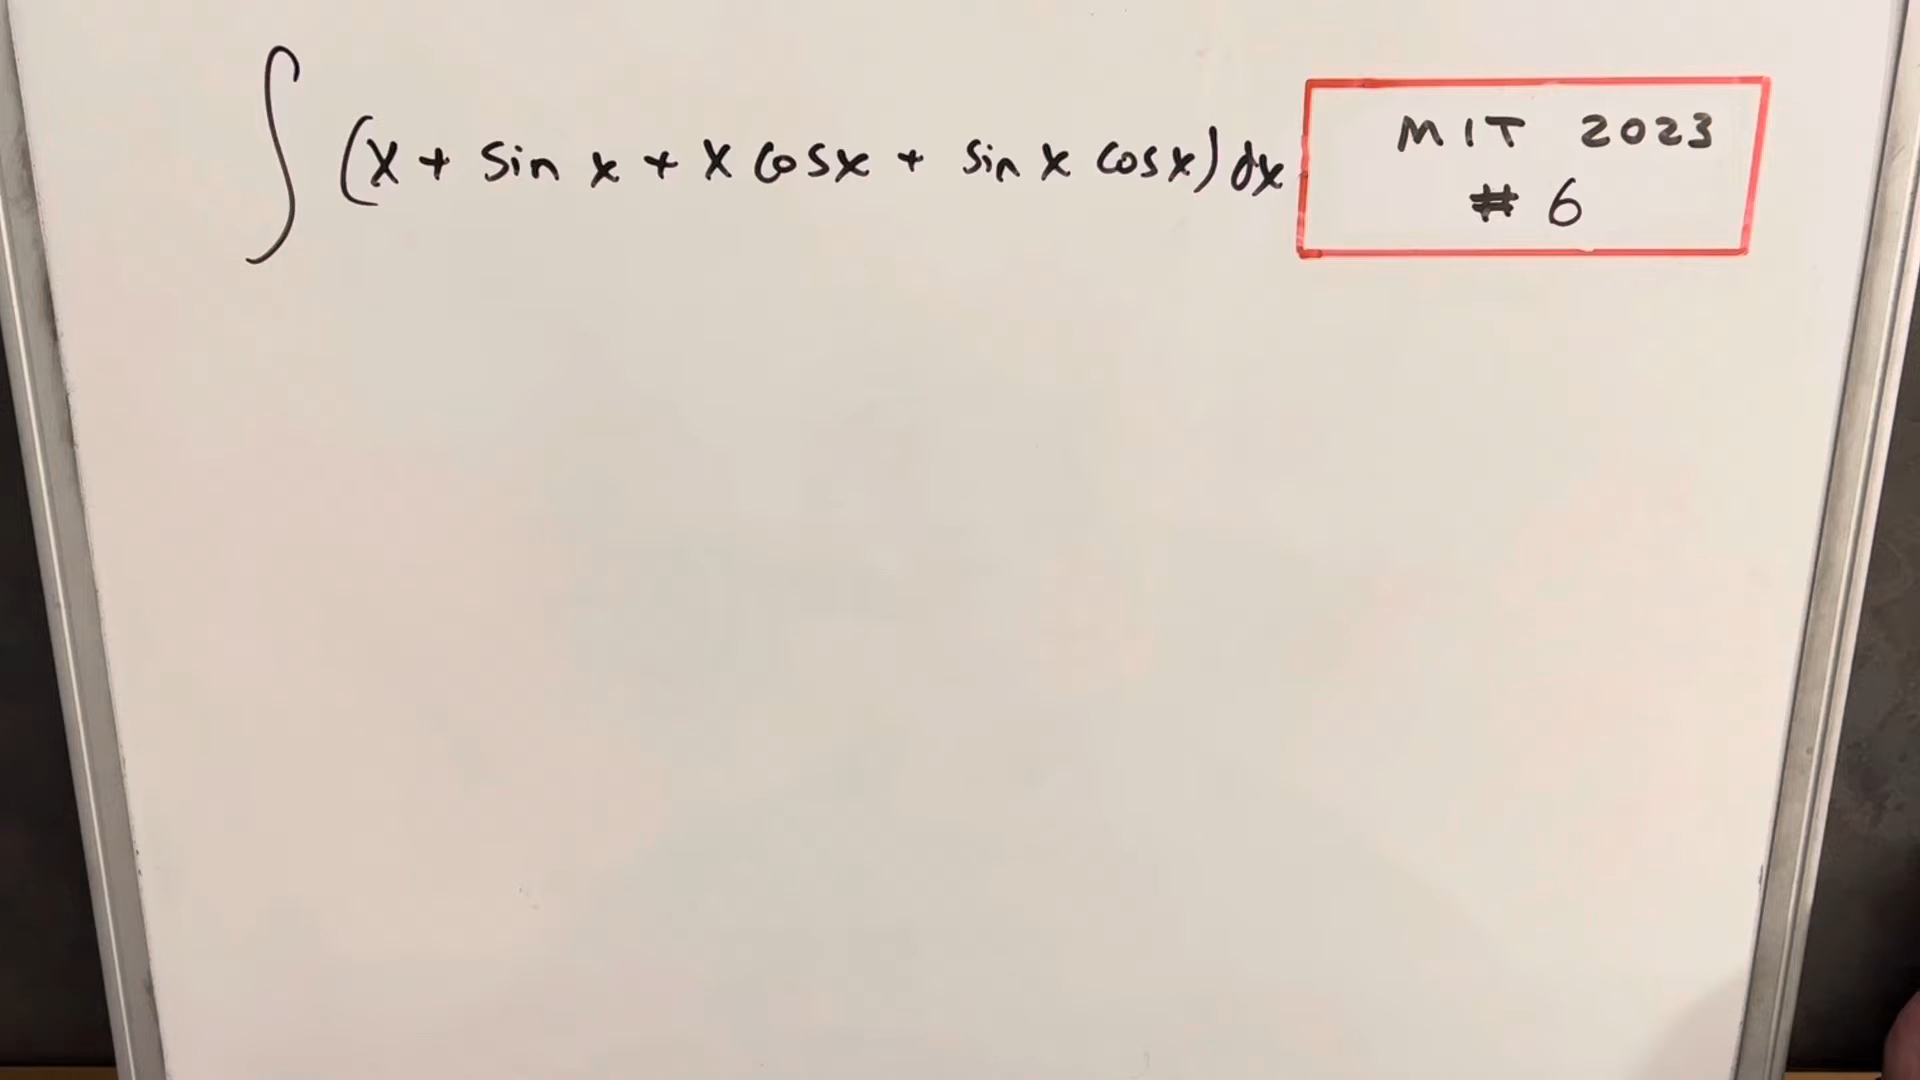 ∫ (x + sin x + x cos x + sin x cos x) dx
MIT 2023
# 6